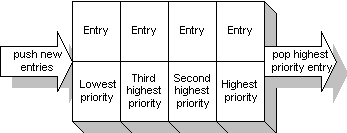 push new
entries
Entry
Entry
Entry
Entry
Lowest
priority
Third
highest
priority
Second
highest
priority
Highest
priority
pop highest
priority entry